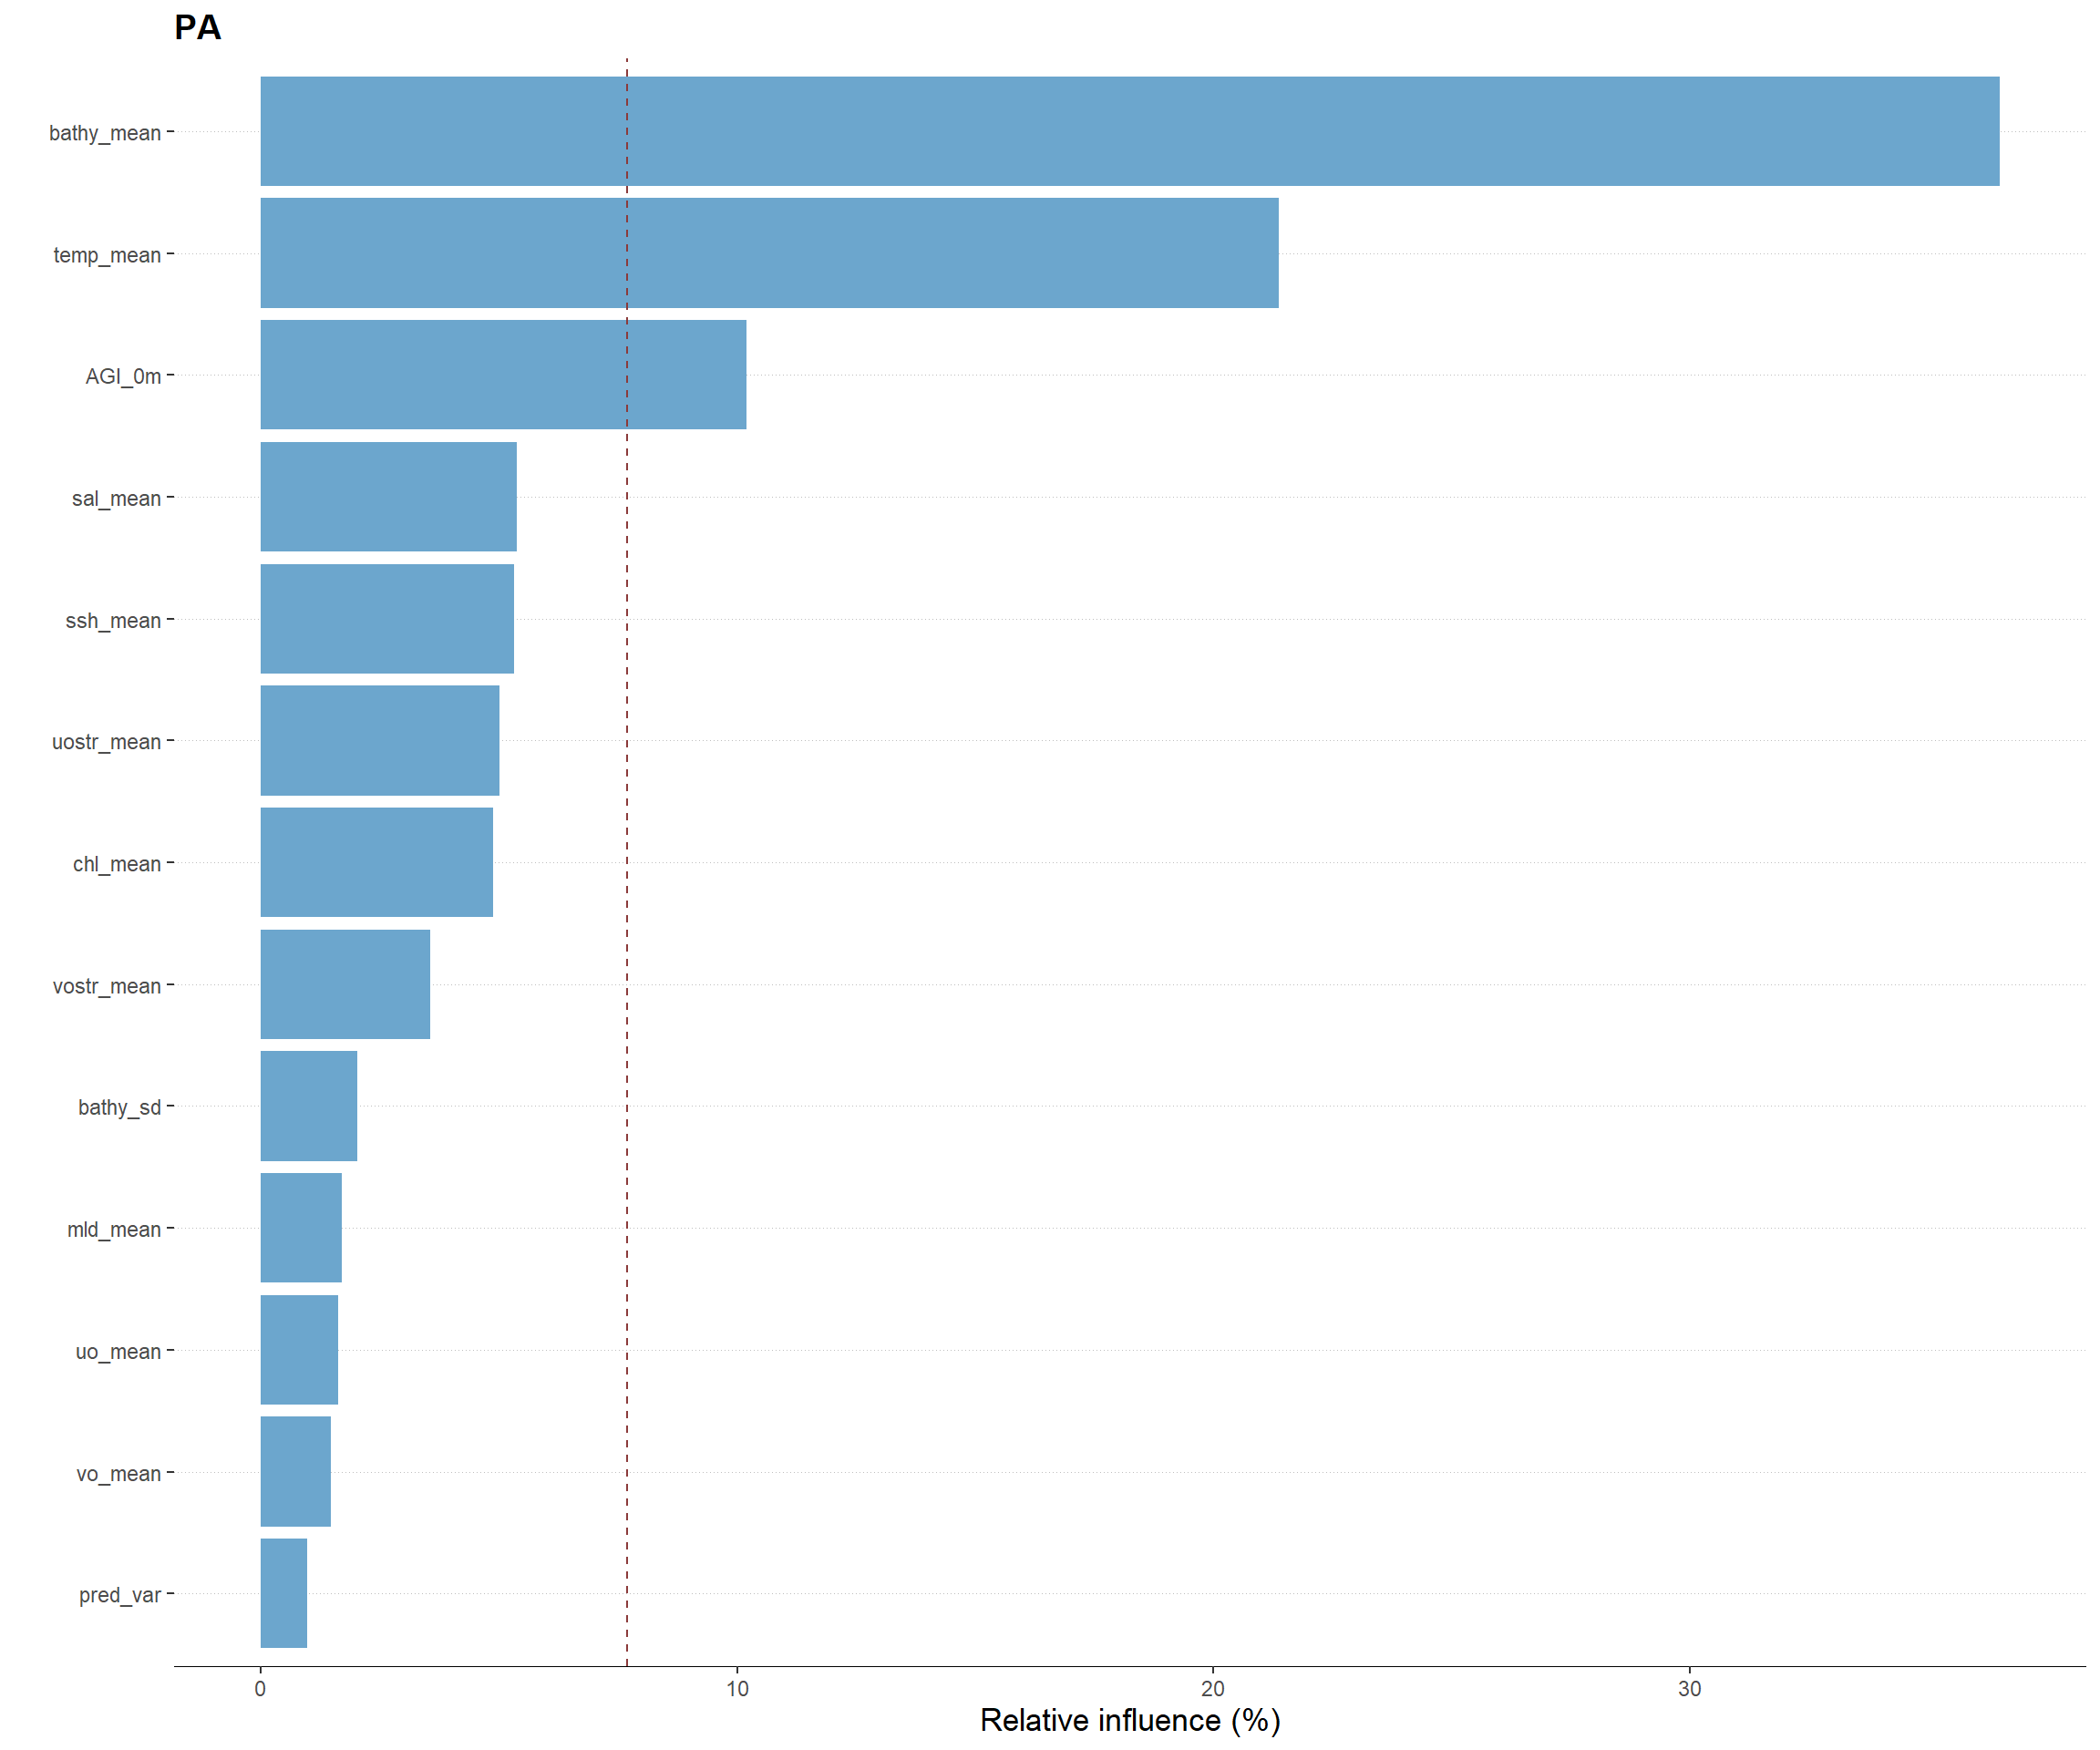 PA
bathy_mean
temp_mean
AGI_0m
sal_mean
ssh_mean
uostr_mean
chl_mean
vostr_mean
bathy_sd
mld_mean
uo_mean
vo_mean
pred_var
0 10 20 30
Relative influence (%)